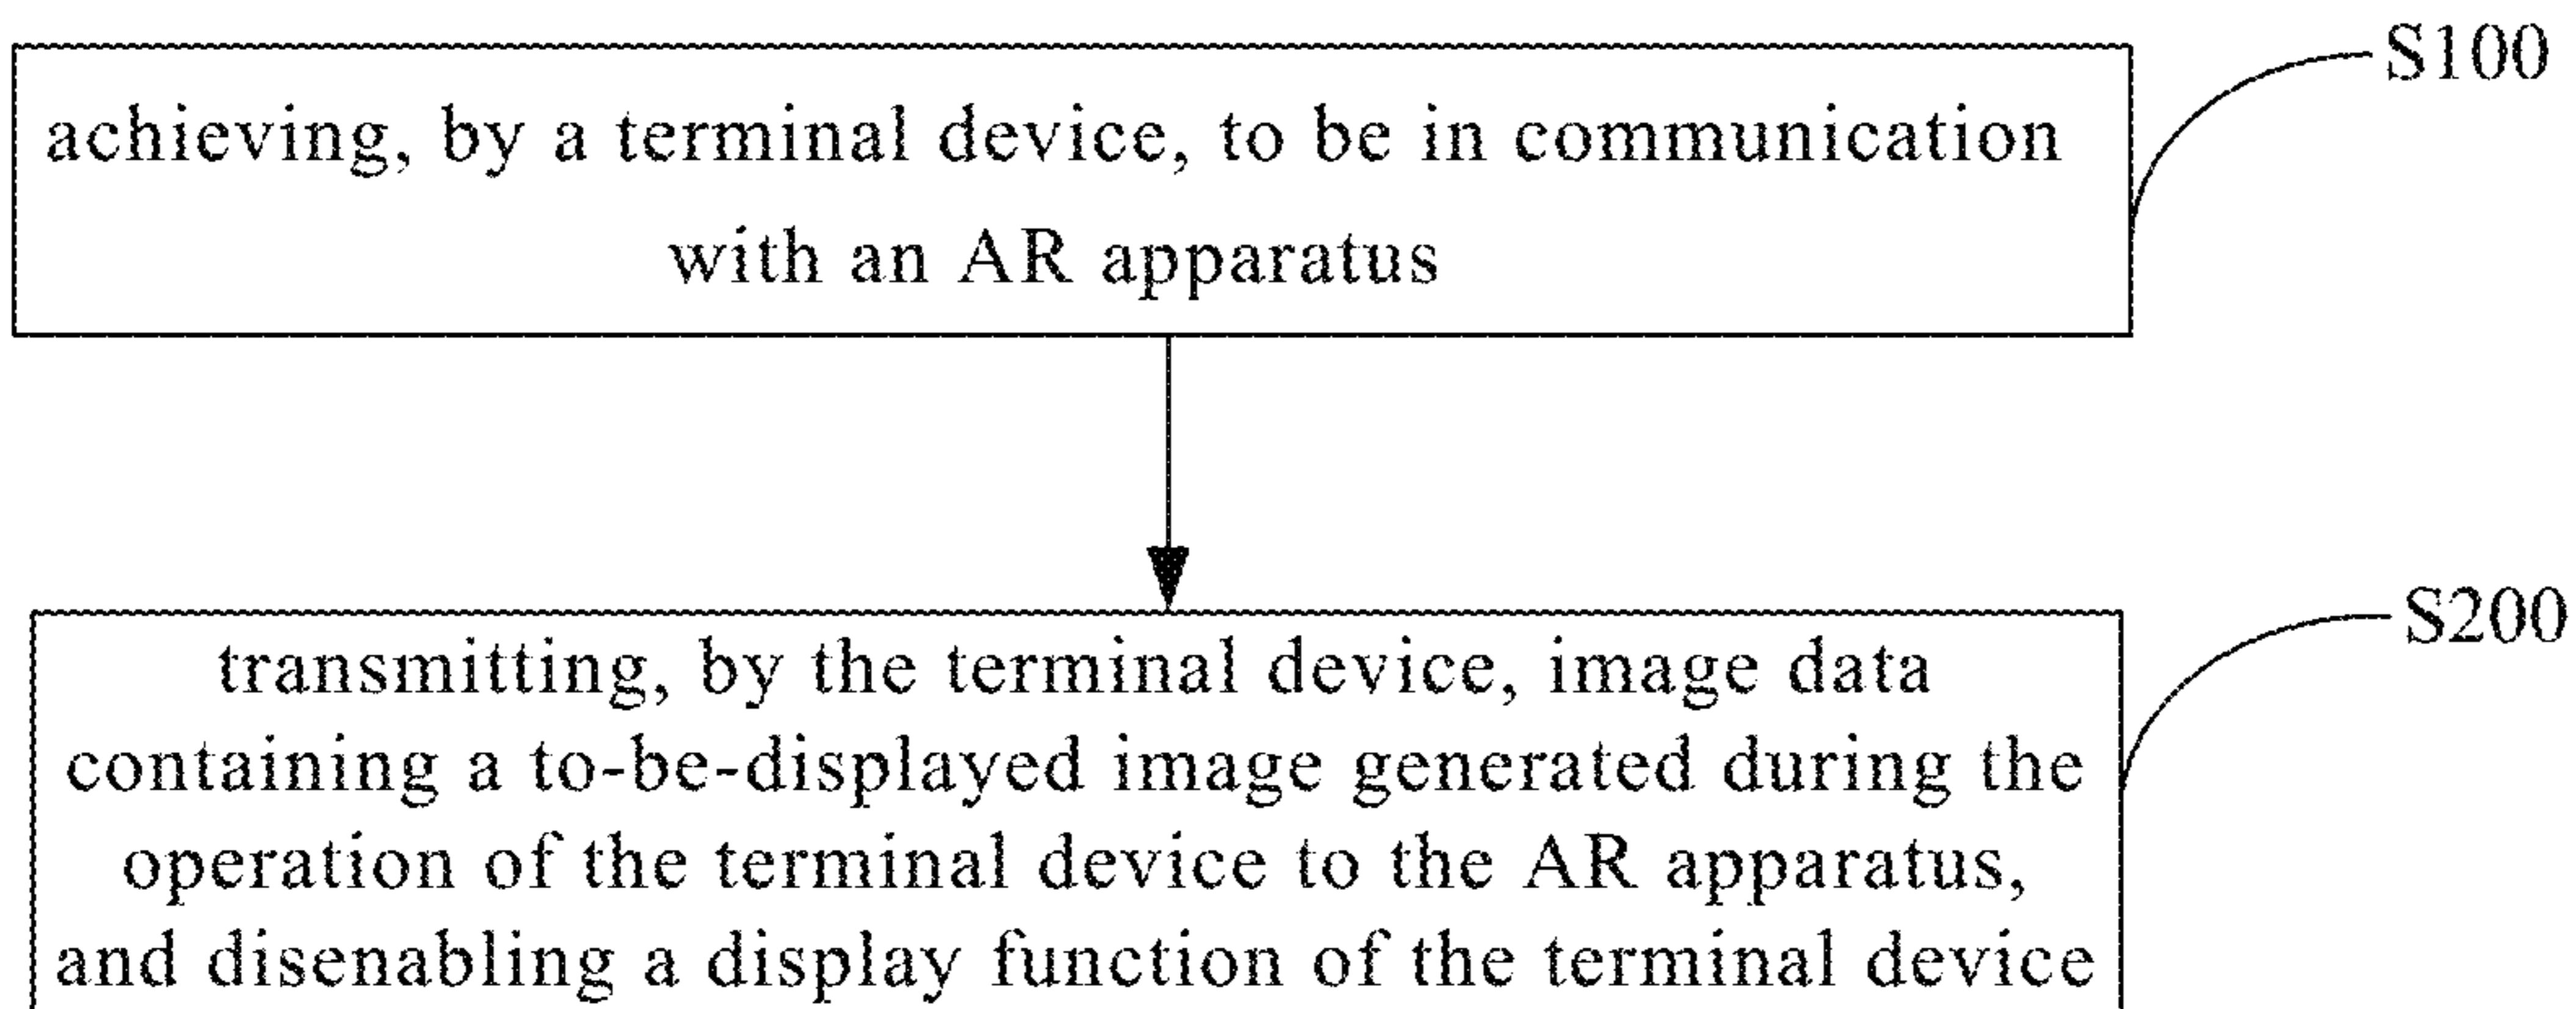 S100
achieving, by a terminal device, to be in communication
with an AR apparatus
S200
transmitting, by the terminal device, image data
containing a to-be-displayed image generated during the
operation of the terminal device to the AR apparatus,
and disenabling a display function of the terminal device